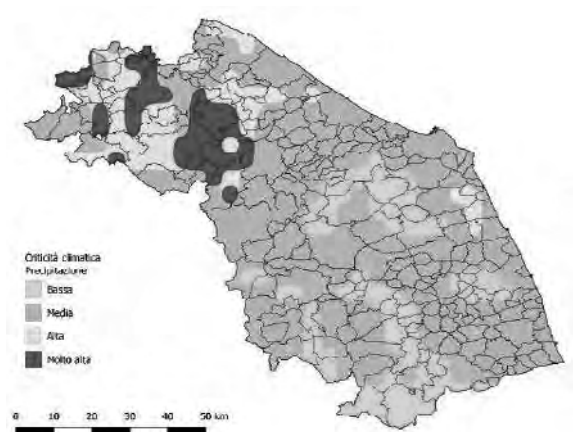 Criticità climatica
Precipitazione
Bassa
Media
Alta
Molto alta
0 10 20 30 40 50 km